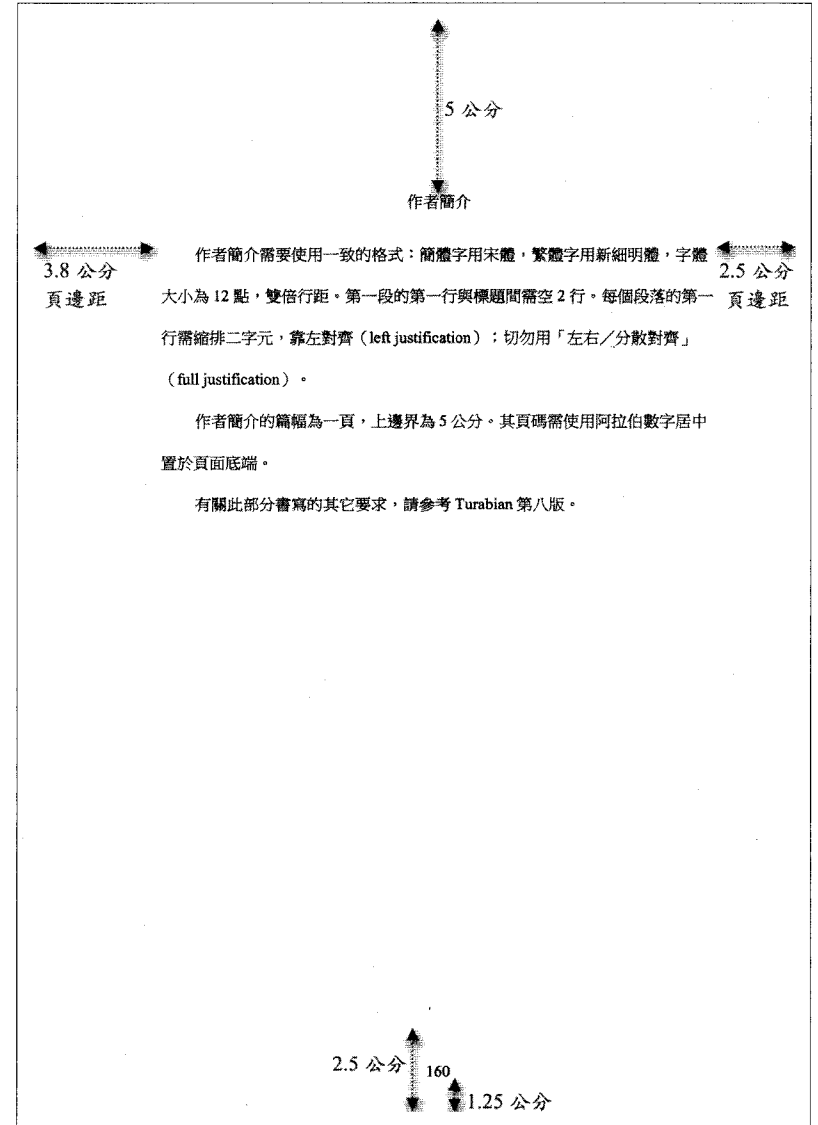 5 公分
作者簡介
作者簡介需要使用一致的格式：簡體字用宋體，繁體字用新細明體，字體
3.8 公分
頁邊距
2.5 公分
頁邊距
大小為 12 點，雙倍行距。第一段的第一行與標題間需空 2 行。每個段落的第一
行需縮排二字元，靠左對齊（left justification）；切勿用「左右／分散對齊」
（full justification）。
作者簡介的篇幅為一頁，上邊界為 5 公分。其頁碼需使用阿拉伯數字居中
置於頁面底端。
有關此部分書寫的其它要求，請參考 Turabian 第八版。
2.5 公分
160
1.25 公分